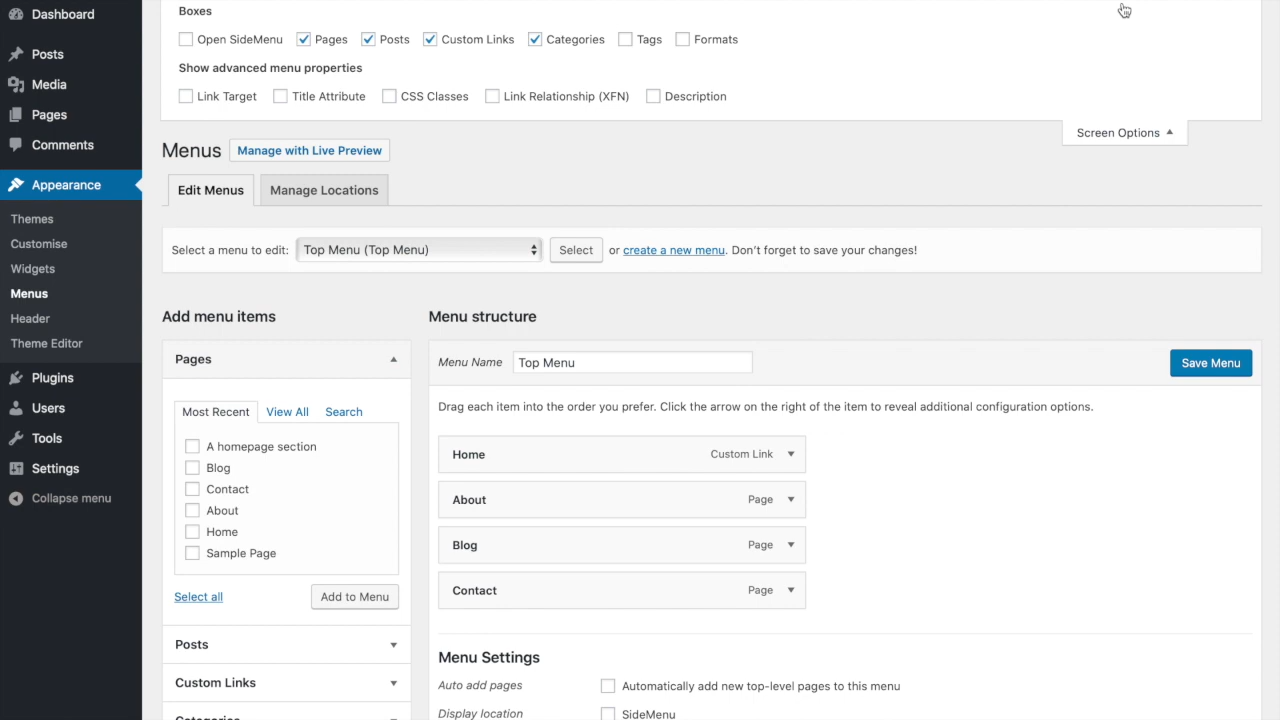 Dashboard
Posts
Media
Pages
Comments
Appearance
Themes
Customise
Widgets
Menus
Header
Theme Editor
Plugins
Users
Tools
Settings
Collapse menu
Boxes
Open SideMenu Pages Posts Custom Links Categories Tags Formats
Show advanced menu properties
Link Target Title Attribute CSS Classes Link Relationship (XFN) Description
Screen Options
Menus Manage with Live Preview
Edit Menus Manage Locations
Select a menu to edit: Top Menu (Top Menu) Select or create a new menu. Don't forget to save your changes!
Add menu items
Pages
Most Recent View All Search
A homepage section
Blog
Contact
About
Home
Sample Page
Select all Add to Menu
Posts
Custom Links
Categories
Menu structure
Menu Name Top Menu Save Menu
Drag each item into the order you prefer. Click the arrow on the right of the item to reveal additional configuration options.
Home Custom Link
About Page
Blog Page
Contact Page
Menu Settings
Auto add pages Automatically add new top-level pages to this menu
Display location SideMenu